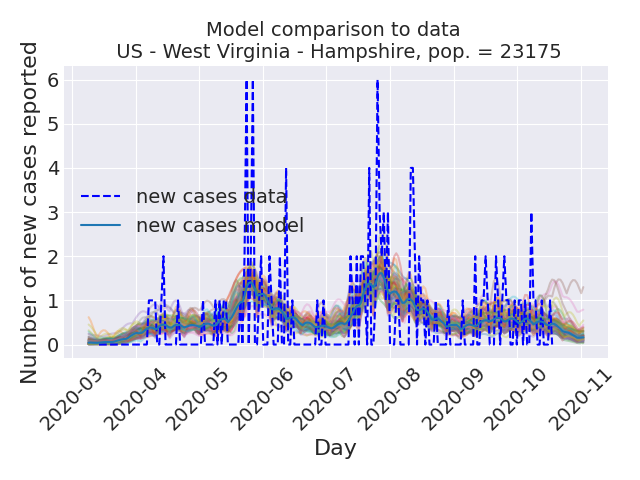 Model comparison to data
US - West Virginia - Hampshire, pop. = 23175
Number of new cases reported
6
5
4
3
2
1
0
new cases data
new cases model
2020-03
2020-04
2020-05
2020-06
2020-07
2020-08
2020-09
2020-10
2020-11
Day